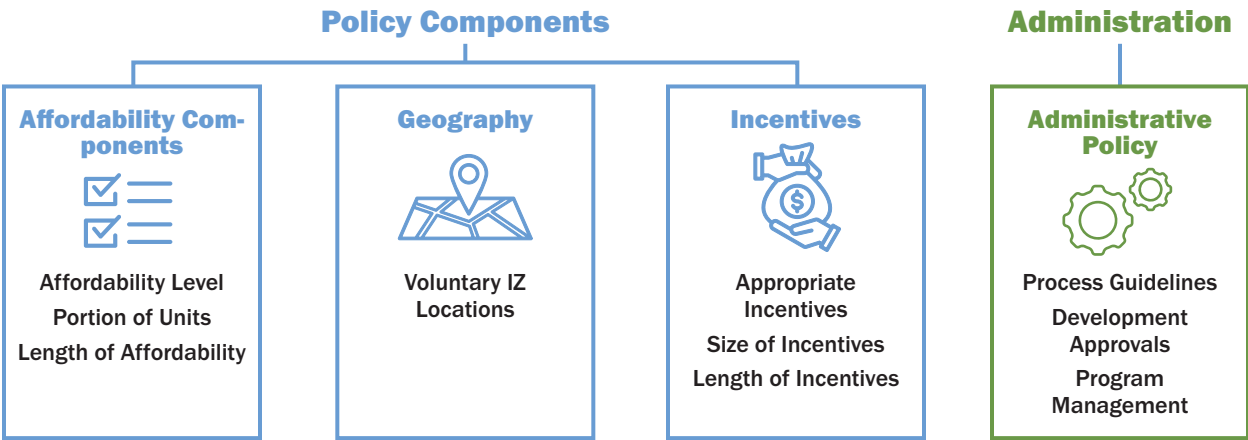 Policy Components
Administration
Affordability Com-
ponents
Affordability Level
Portion of Units
Length of Affordability
Geography
Voluntary IZ
Locations
Incentives
$
Appropriate
Incentives
Size of Incentives
Length of Incentives
Administrative
Policy
Process Guidelines
Development
Approvals
Program
Management